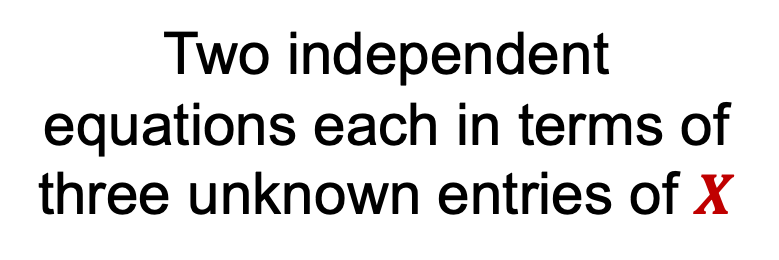 Two independent
equations each in terms of
three unknown entries of X